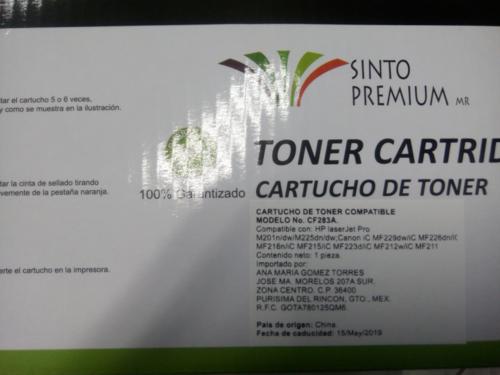 SINTO
PREMIUM MR
tar el cartucho 5 o 6 veces,
y como se muestra en la ilustración.
TONER CARTRID
100% Garantizado
CARTUCHO DE TONER
tar la cinta de sellado tirando
vemente de la pestaña naranja.
erte el cartucho en la impresora.
CARTUCHO DE TONER COMPATIBLE
MODELO No. CF283A.
Compatible con: HP laserJet Pro
M201n/dw/M225dn/dw;Canon iC MF229dw/iC MF226dn/iC
MF216n/iC MF215/iC MF223d/iC MF212w/iC MF211
Contenido neto: 1 pieza.
Importado por:
ANA MARIA GOMEZ TORRES
JOSE MA. MORELOS 207A SUR.
ZONA CENTRO. C.P. 36400
PURISIMA DEL RINCON, GTO., MEX.
R.F.C. GOTA780125QM6.
Pais de origen: China.
Fecha de caducidad: 15/May/2019